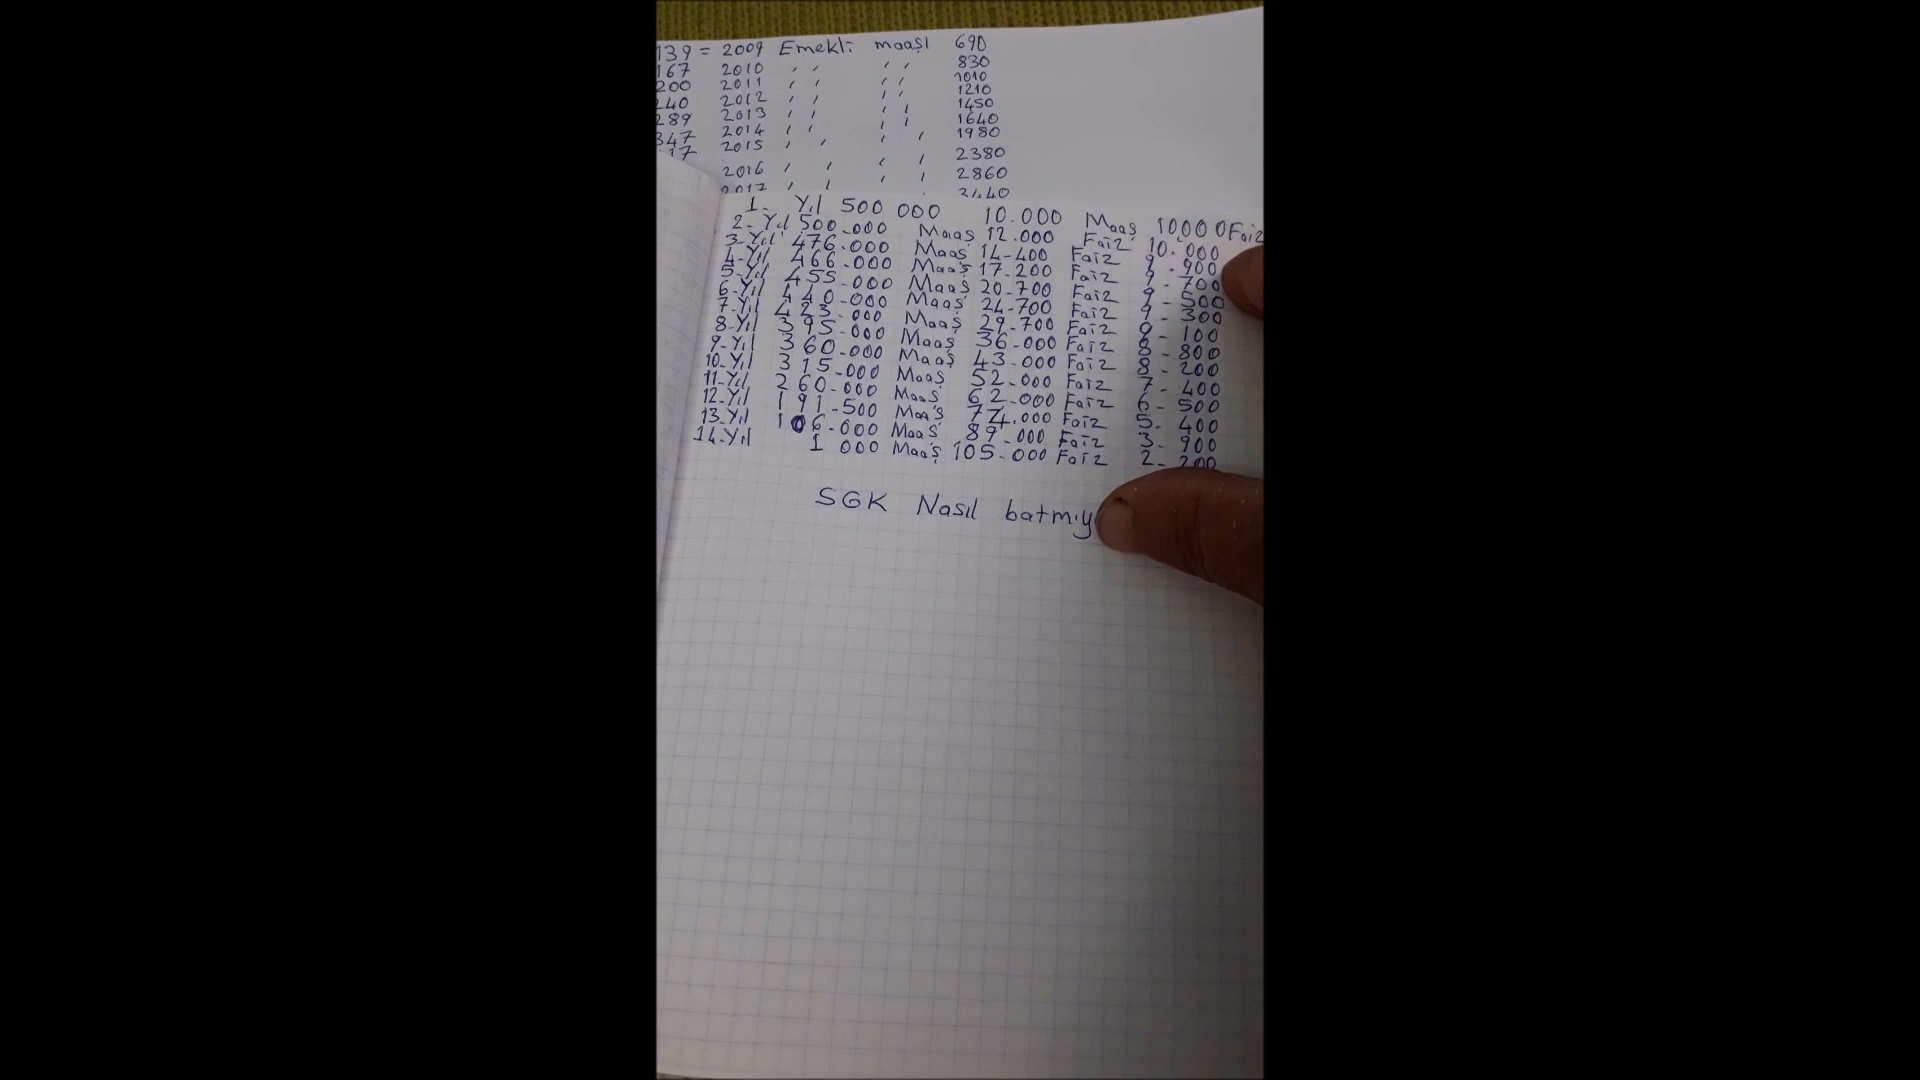 139 = 2009 Emekli maaşı 690
167 2010 ,, ,, 830
200 2011 ,, ,, 1010
240 2012 ,, ,, 1210
289 2013 ,, ,, 1450
347 2014 ,, ,, 1640
2015 ,, ,, 1980
2016 ,, ,, 2380
2017 ,, ,, 2860
1. Yıl 500 000 10.000 Maaş 10000 Faiz
2-Yıl 500.000 Maaş 12.000 Faiz 10.000
3-Yıl 476.000 Maaş 14-400 Faiz 9.900
4-Yıl 466-000 Maaş 17-200 Faiz 9-700
5-Yıl 455-000 Maaş 20-700 Faiz 9-500
6-Yıl 440-000 Maaş 24-700 Faiz 9-300
7-Yıl 423.000 Maaş 29-700 Faiz 9-100
8-Yıl 395-000 Maaş 36-000 Faiz 8-800
9-Yıl 360-000 Maaş 43-000 Faiz 8-200
10-Yıl 315-000 Maaş 52-000 Faiz 7-400
11-Yıl 260-000 Maaş 62-000 Faiz 6-500
12-Yıl 191-500 Maaş 74.000 Faiz 5-400
13-Yıl 106-000 Maaş 89-000 Faiz 3-900
14-Yıl 1 000 Maaş 105-000 Faiz 2-200
SGK Nasıl batmıy